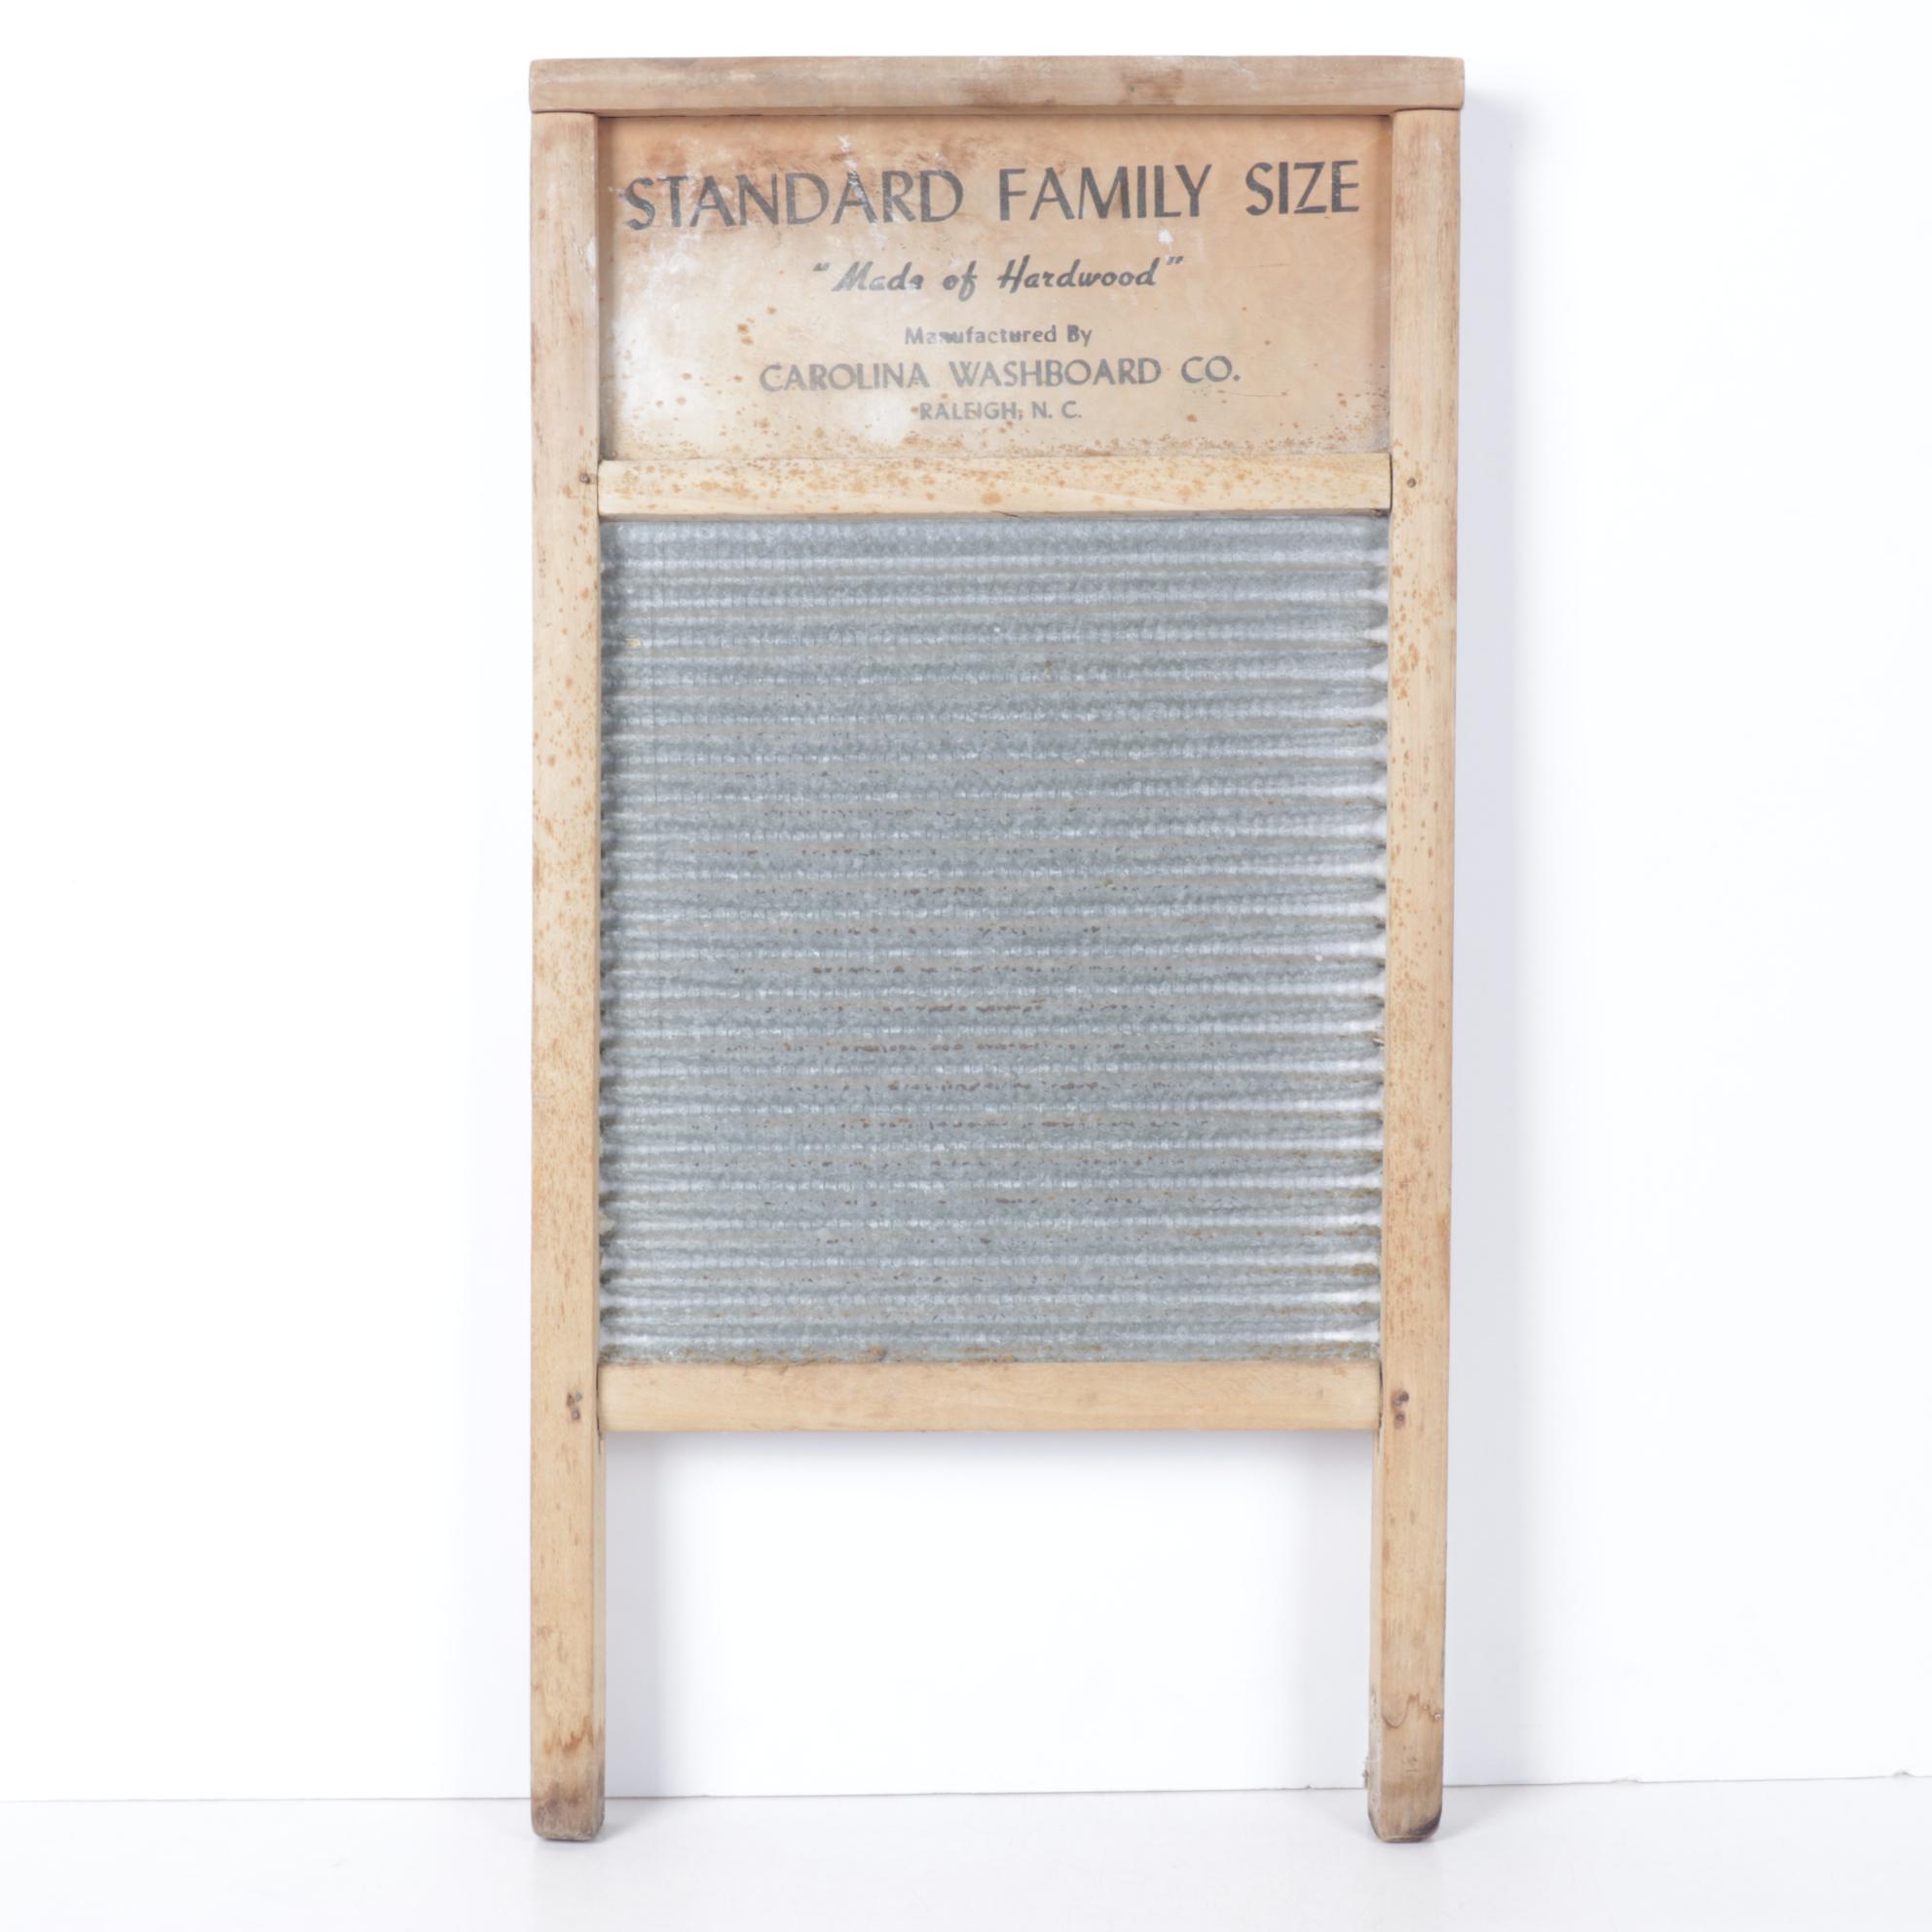 STANDARD FAMILY SIZE
"Made of Hardwood"
Manufactured By
CAROLINA WASHBOARD CO.
RALEIGH, N. C.